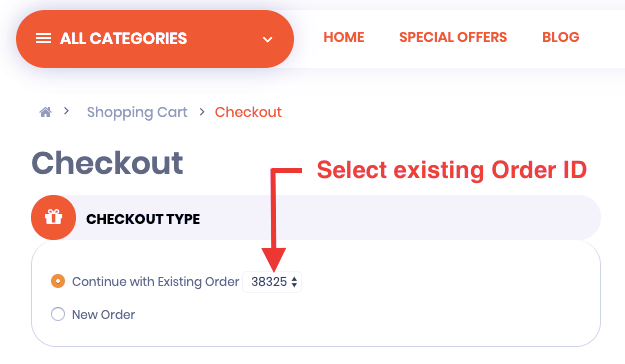 ALL CATEGORIES HOME SPECIAL OFFERS BLOG
Shopping Cart Checkout
Checkout
Select existing Order ID
CHECKOUT TYPE
Continue with Existing Order 38325
New Order